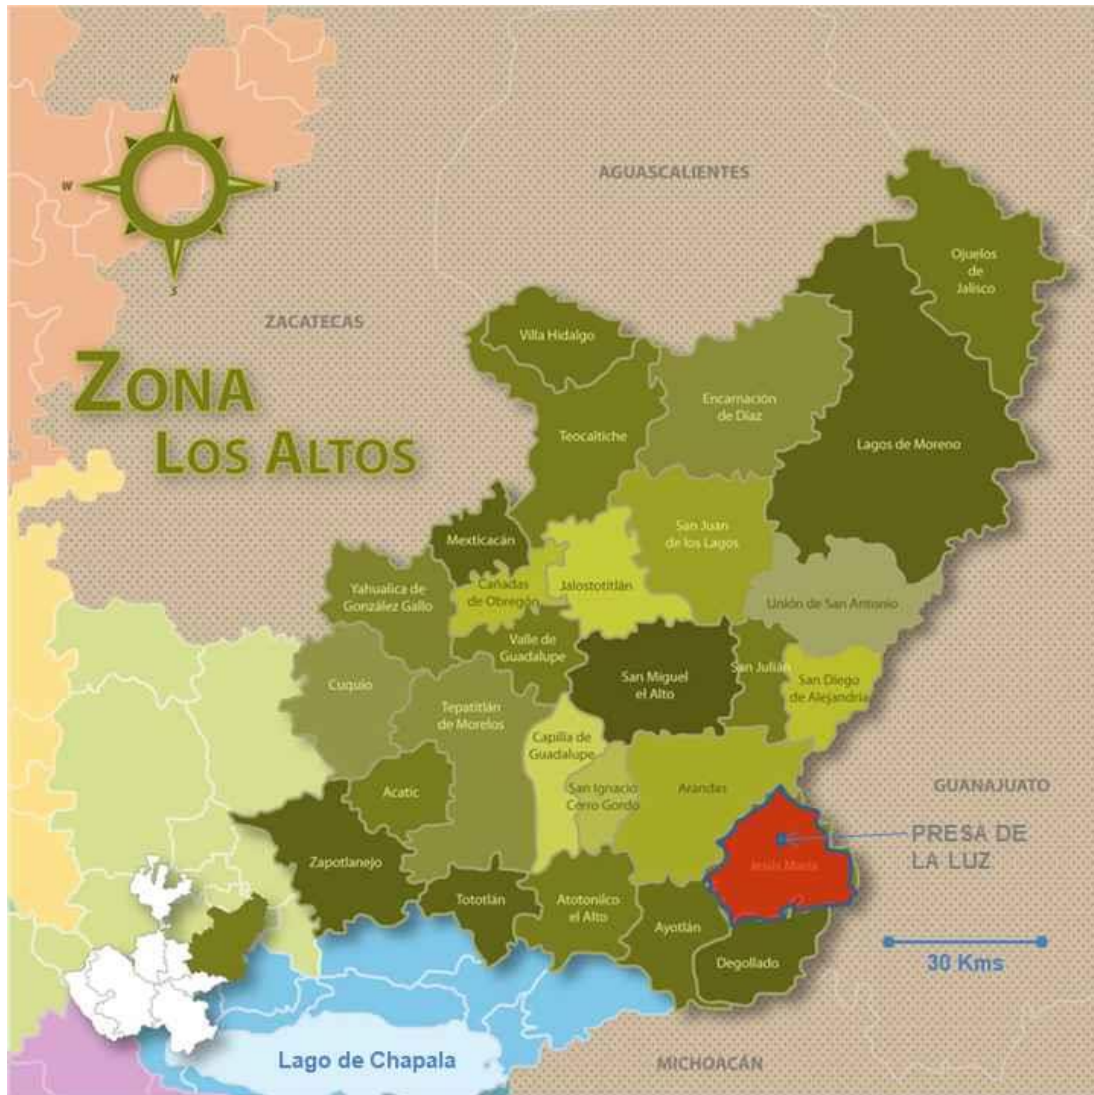 N
W
E
S
AGUASCALIENTES
ZACATECAS
ZONA
LOS ALTOS
Ojuelos
de
Jalisco
Villa Hidalgo
Encarnación
de Díaz
Teocaltiche
Lagos de Moreno
San Juan
de los Lagos
Mexticacán
Cañadas
de Obregón
Jalostotitlán
Yahualica de
González Gallo
Unión de San Antonio
Valle de
Guadalupe
San Miguel
el Alto
San Julián
San Diego
de Alejandría
Cuquio
Tepatitlán
de Morelos
Capilla de
Guadalupe
San Ignacio
Cerro Gordo
Arandas
Acatic
GUANAJUATO
PRESA DE
LA LUZ
Jesús María
Zapotlanejo
Tototlán
Atotonilco
el Alto
Ayotlán
Degollado
30 Kms
Lago de Chapala
MICHOACÁN